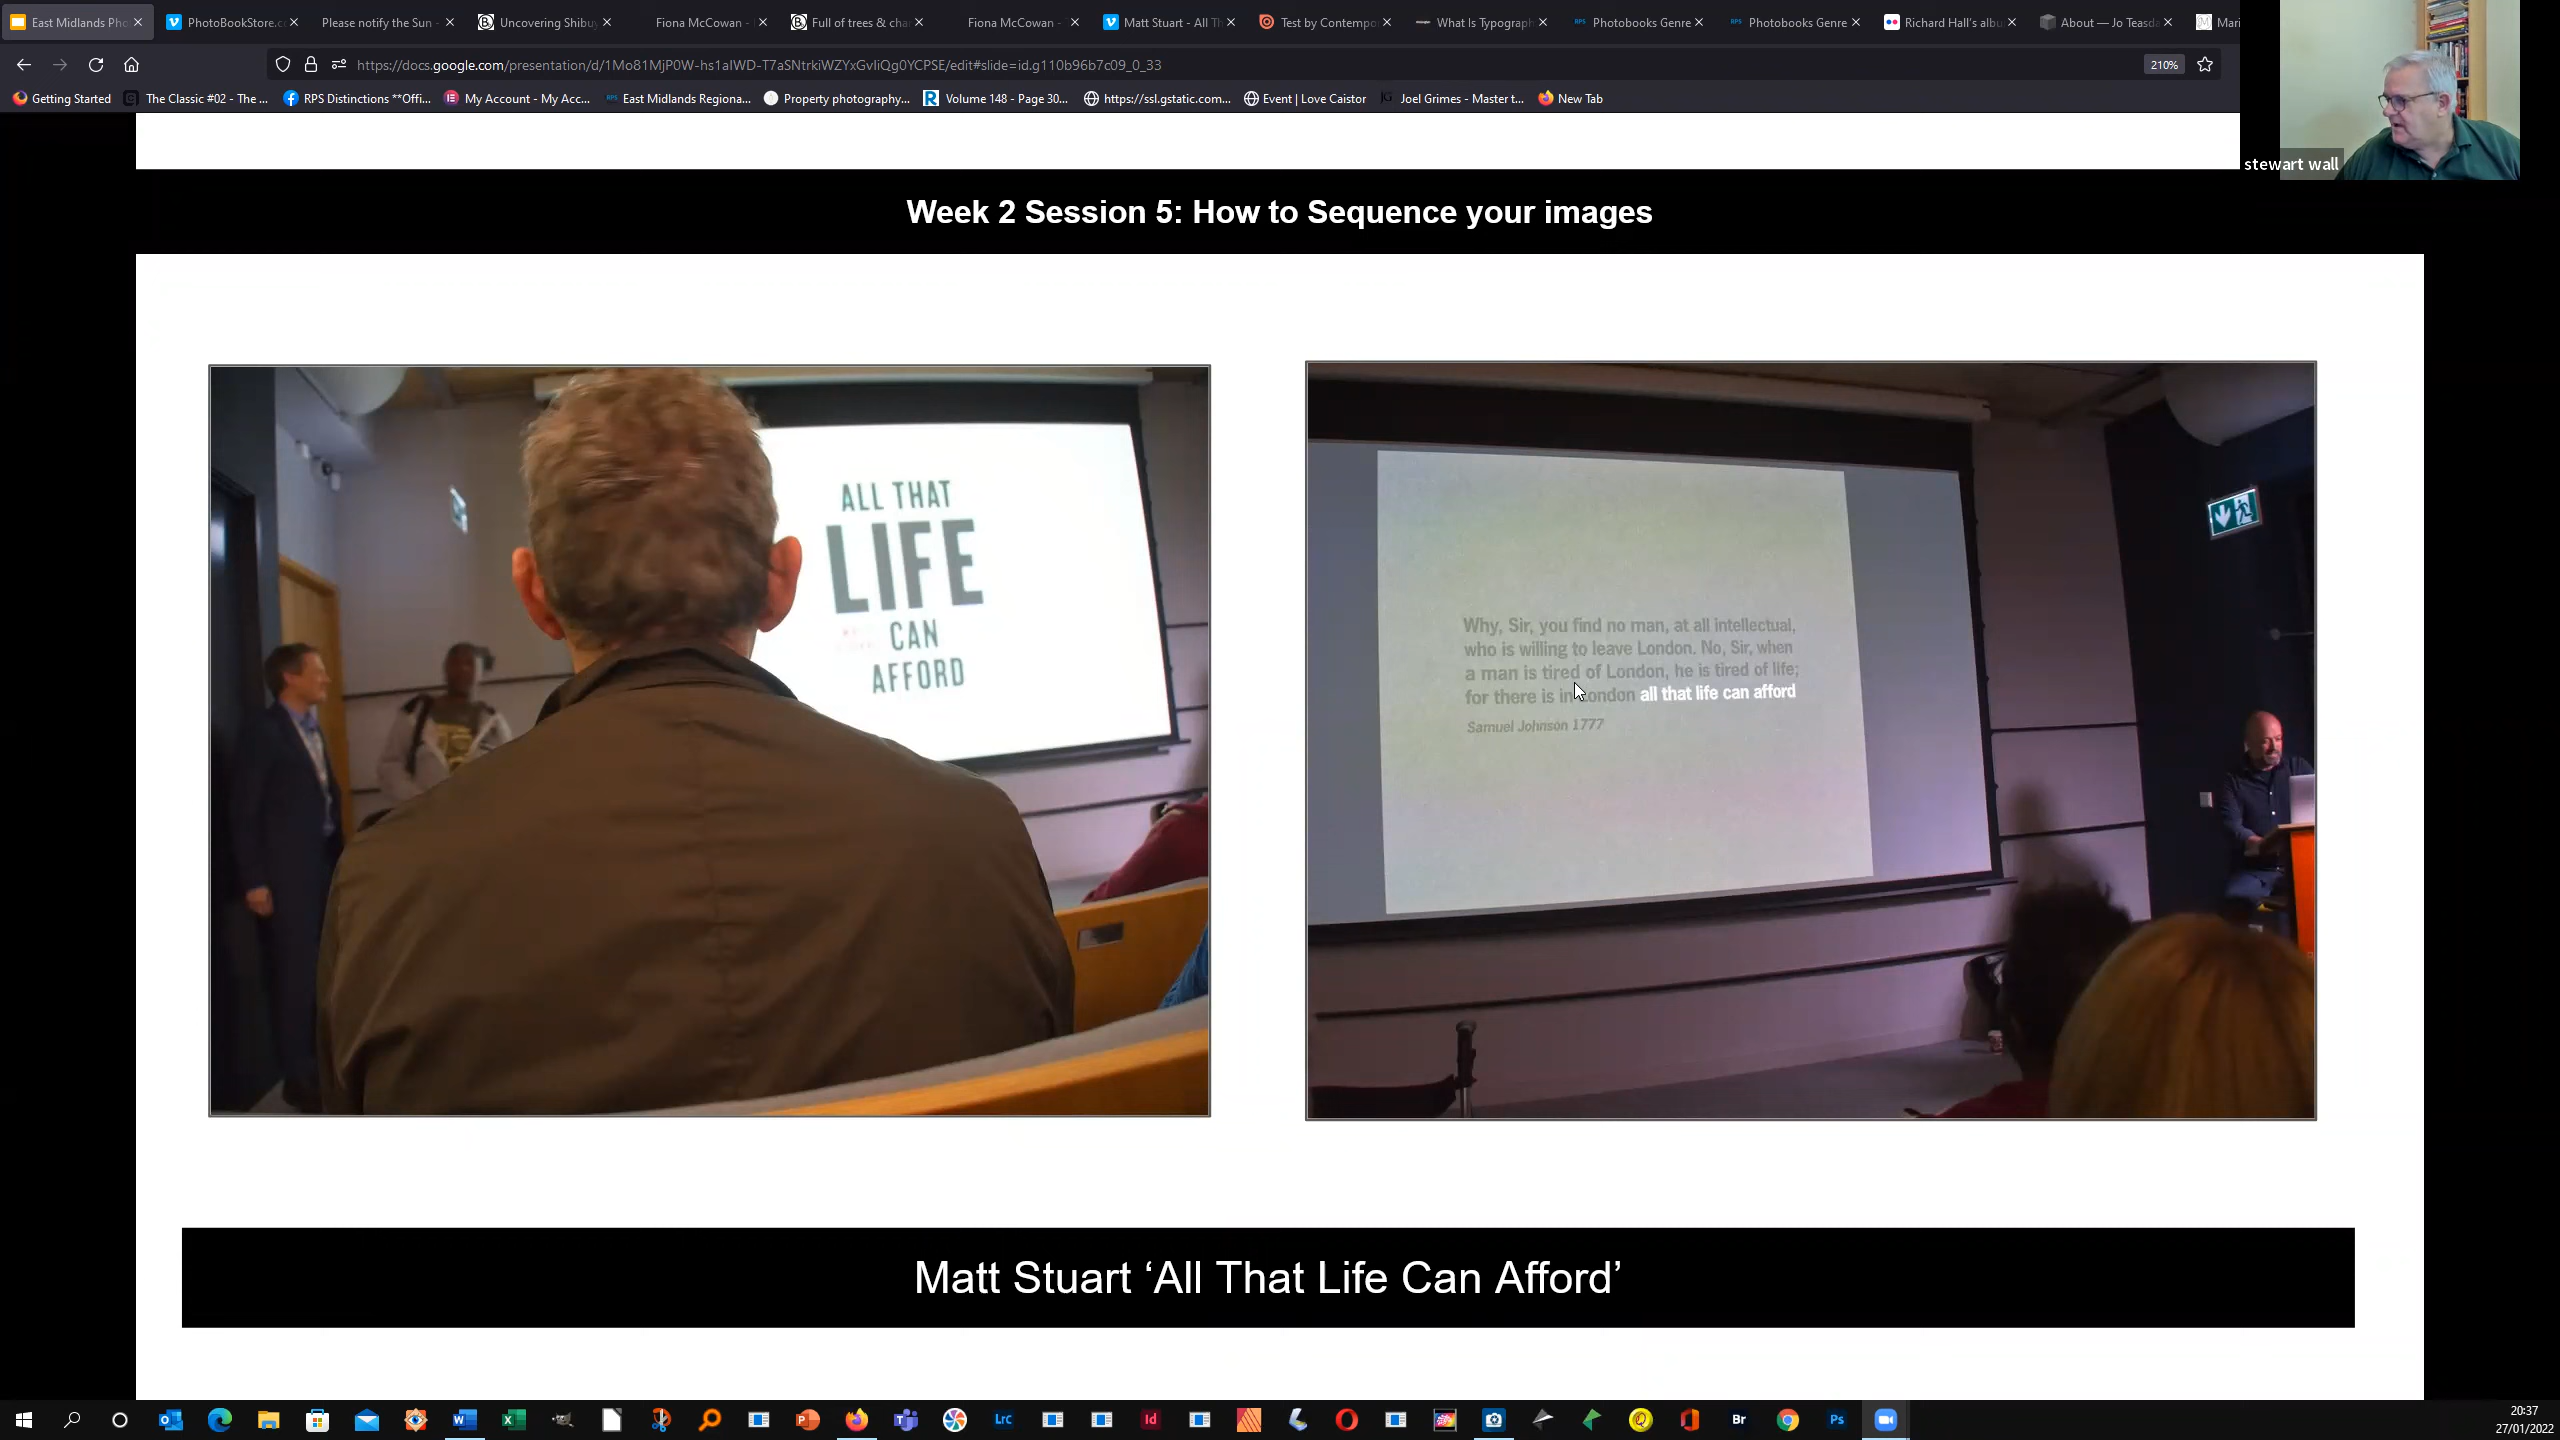 East Midlands Pho
PhotoBookStore.c
Please notify the Sun -
Uncovering Shibuy
Fiona McCowan -
Full of trees & cha
Fiona McCowan -
Matt Stuart - All Th
Test by Contempo
What Is Typograph
Photobooks Genre
Photobooks Genre
Richard Hall's albu
About — Jo Teasda
Mari
https://docs.google.com/presentation/d/1Mo81MjP0W-hs1aIWD-T7aSNtrkiWZYxGvIiQg0YCPSE/edit#slide=id.g110b96b7c09_0_33
210%
Getting Started
The Classic #02 - The ...
RPS Distinctions **Offi...
My Account - My Acc...
East Midlands Regiona...
Property photography...
Volume 148 - Page 30...
https://ssl.gstatic.com...
Event | Love Caistor
Joel Grimes - Master t...
New Tab
stewart wall
Week 2 Session 5: How to Sequence your images
ALL THAT
LIFE
CAN
AFFORD
Why, Sir, you find no man, at all intellectual,
who is willing to leave London. No, Sir, when
a man is tired of London, he is tired of life;
for there is in London all that life can afford
Samuel Johnson 1777
Matt Stuart ‘All That Life Can Afford’
20:37
27/01/2022